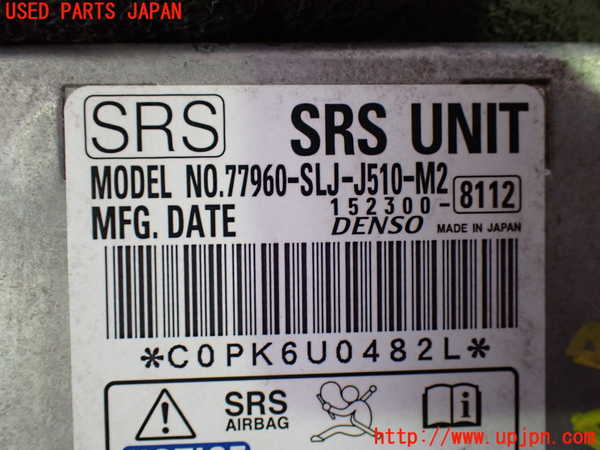 USED PARTS JAPAN
SRS SRS UNIT
MODEL NO.77960-SLJ-J510-M2
MFG. DATE 152300-8112
DENSO MADE IN JAPAN
*C0PK6U0482L*
SRS
AIRBAG
NOTICE
http://www.upjpn.com/